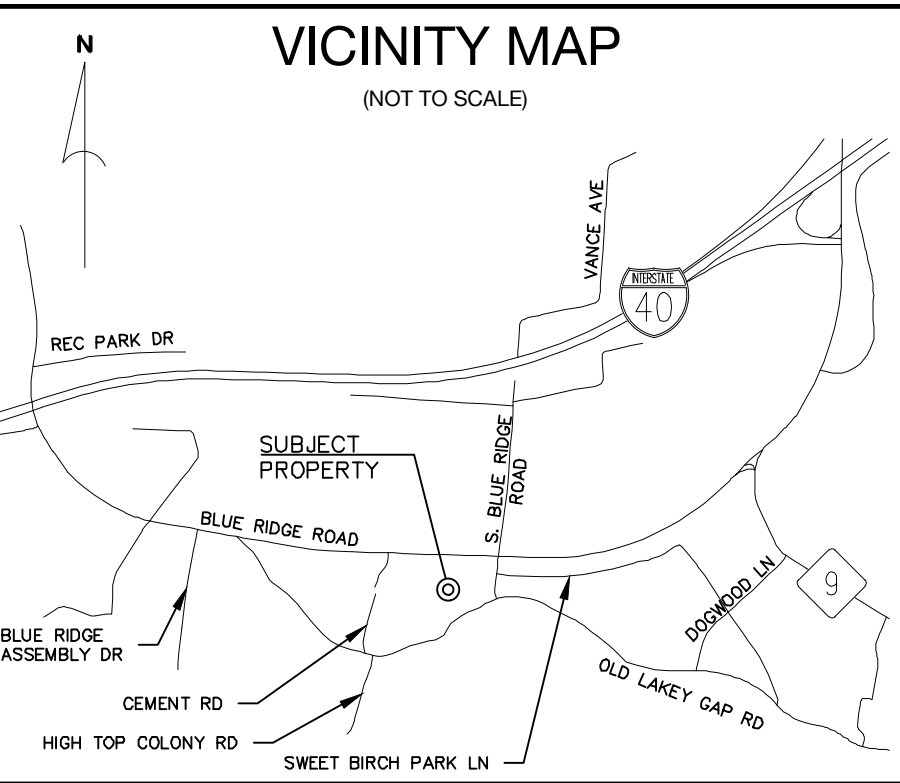 VICINITY MAP
(NOT TO SCALE)
N
VANCE AVE
INTERSTATE
40
REC PARK DR
SUBJECT
PROPERTY
S. BLUE RIDGE
ROAD
BLUE RIDGE ROAD
DOGWOOD LN
9
BLUE RIDGE
ASSEMBLY DR
OLD LAKEY GAP RD
CEMENT RD
HIGH TOP COLONY RD
SWEET BIRCH PARK LN